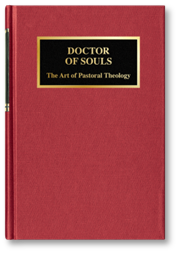 DOCTOR
OF SOULS
The Art of Pastoral Theology